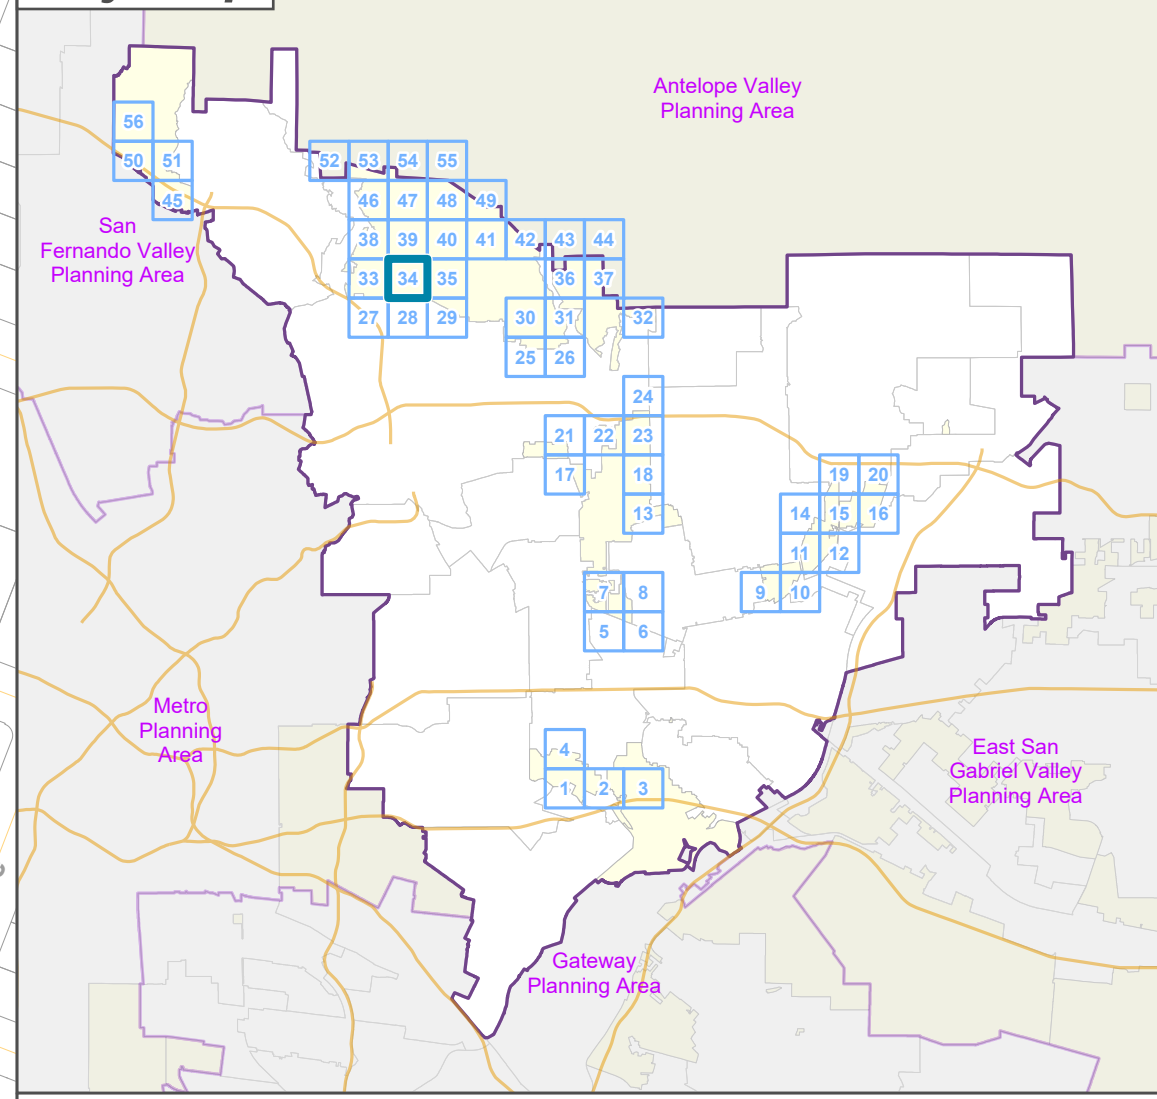 Antelope Valley
Planning Area
56
50 51
45
52 53 54 55
46 47 48 49
38 39 40 41 42 43 44
33 34 35 36 37
27 28 29 30 31 32
25 26
San
Fernando Valley
Planning Area
24
21 22 23
17 18
13
19 20
14 15 16
11 12
9 10
7 8
5 6
4
1 2 3
Metro
Planning
Area
East San
Gabriel Valley
Planning Area
Gateway
Planning Area